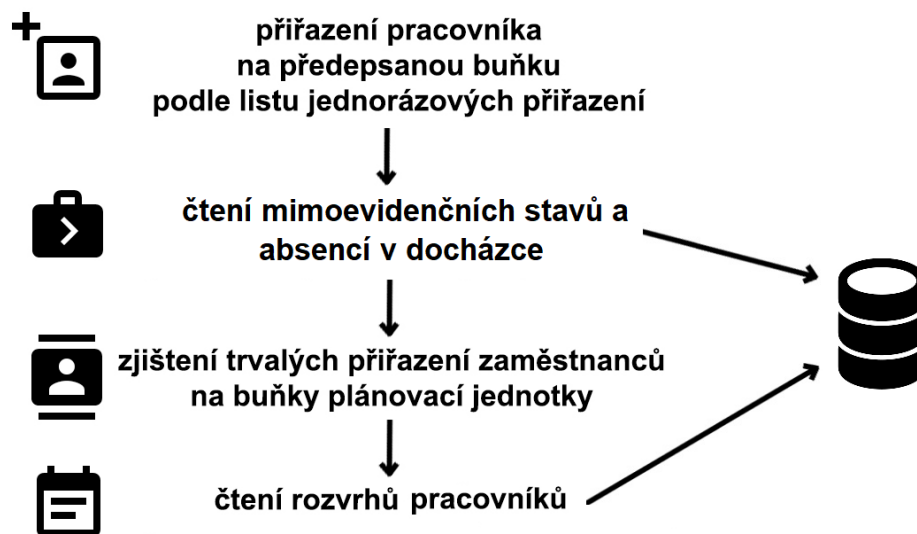 přiřazení pracovníka
na předepsanou buňku
podle listu jednorázových přiřazení
čtení mimoevidenčních stavů a
absencí v docházce
zjištení trvalých přiřazení zaměstnanců
na buňky plánovací jednotky
čtení rozvrhů pracovníků